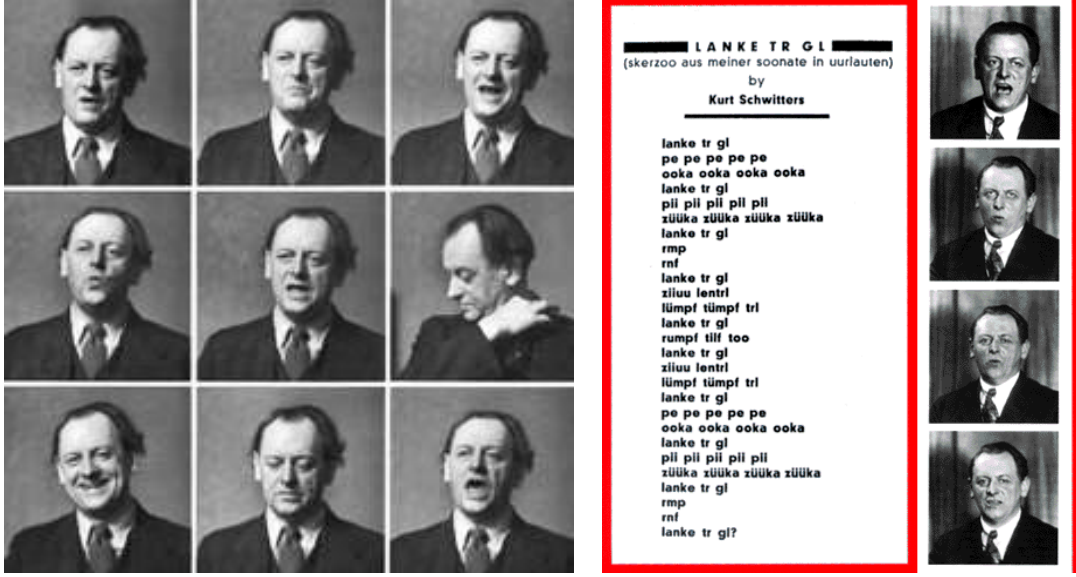 LANKE TR GL
(skerzoo aus meiner soonate in uurlauten)
by
Kurt Schwitters
lanke tr gl
pe pe pe pe pe
ooka ooka ooka ooka
lanke tr gl
pii pii pii pii pii
züüka züüka züüka züüka
lanke tr gl
rmp
rnf
lanke tr gl
ziiuu lentrl
lümpf tümpf trl
lanke tr gl
rumpf tilf too
lanke tr gl
ziiuu lentrl
lümpf tümpf trl
lanke tr gl
pe pe pe pe pe
ooka ooka ooka ooka
lanke tr gl
pii pii pii pii pii
züüka züüka züüka züüka
lanke tr gl
rmp
rnf
lanke tr gl?